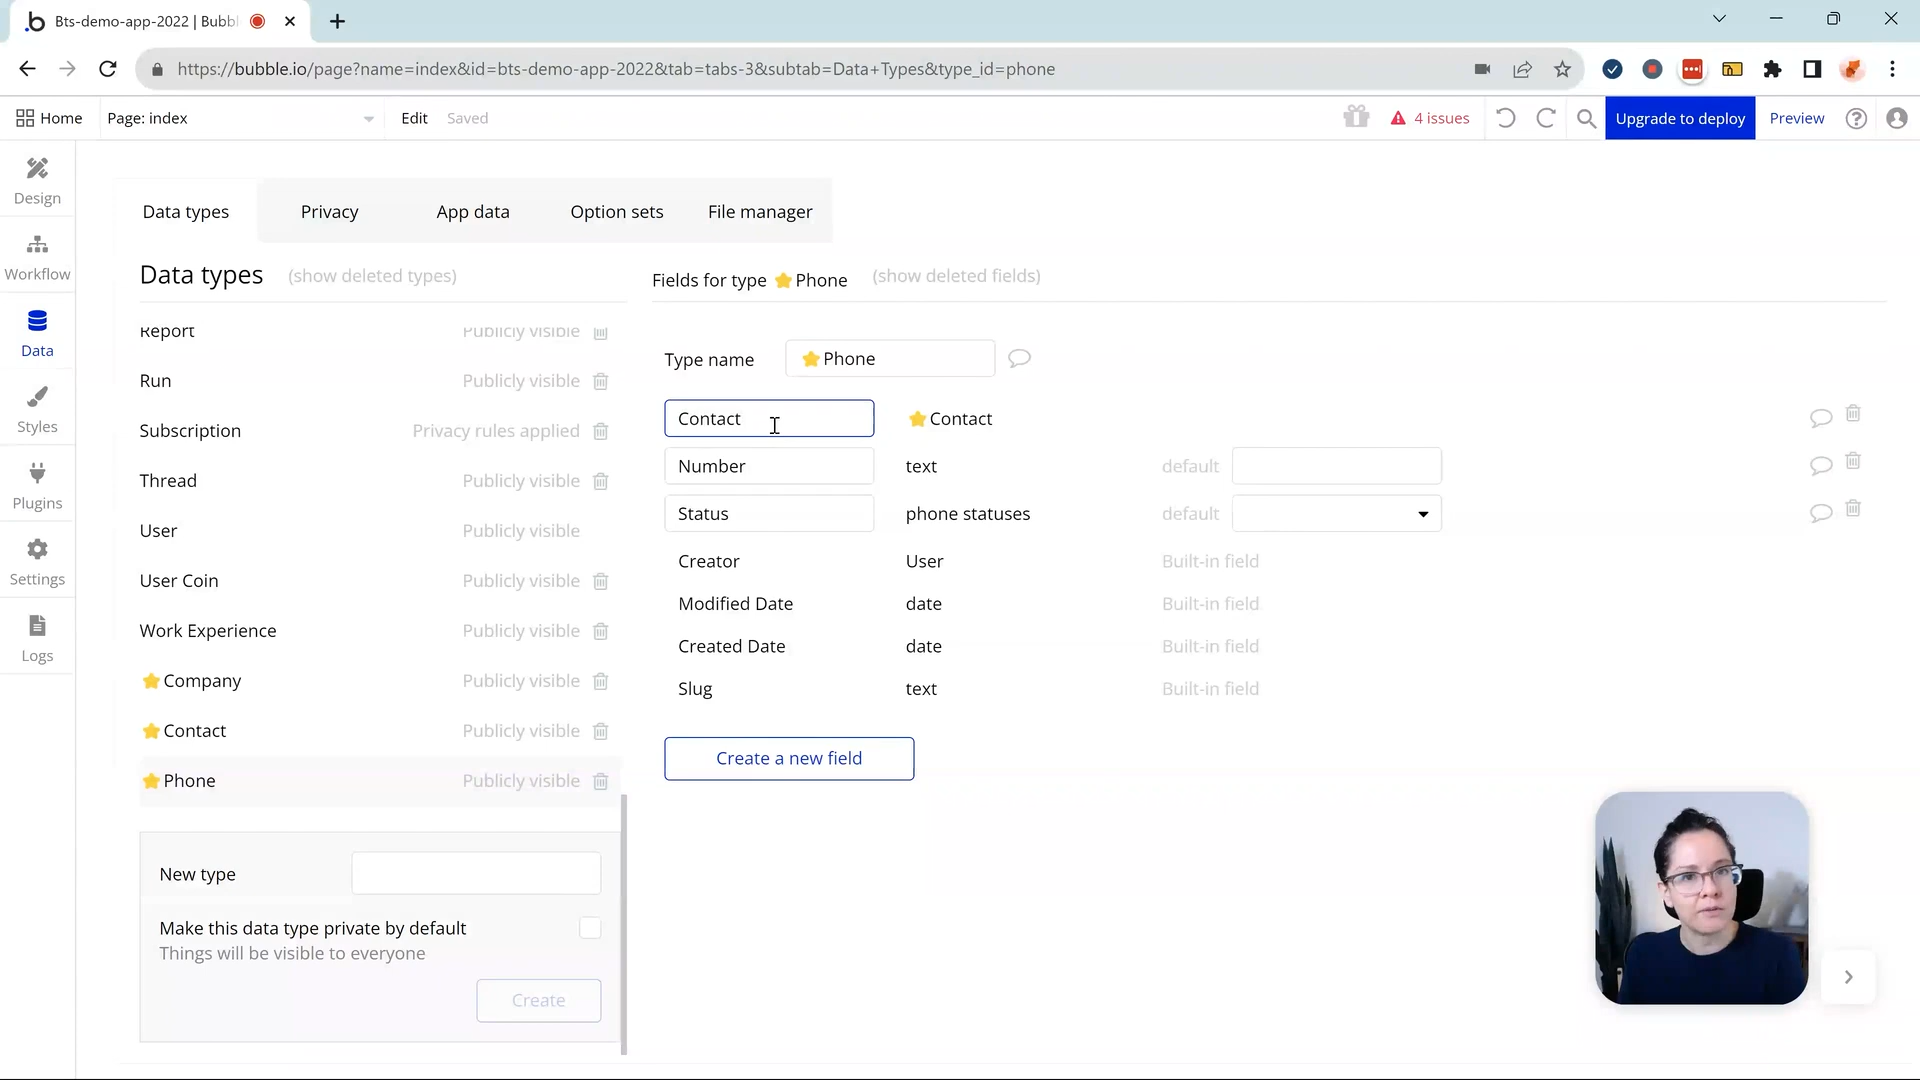 Bts-demo-app-2022 | Bubbl
https://bubble.io/page?name=index&id=bts-demo-app-2022&tab=tabs-3&subtab=Data+Types&type_id=phone
Home
Page: index
Edit
Saved
4 issues
Upgrade to deploy
Preview
Design
Workflow
Data
Styles
Plugins
Settings
Logs
Data types
Privacy
App data
Option sets
File manager
Data types (show deleted types)
Report Publicly visible
Run Publicly visible
Subscription Privacy rules applied
Thread Publicly visible
User Publicly visible
User Coin Publicly visible
Work Experience Publicly visible
Company Publicly visible
Contact Publicly visible
Phone Publicly visible
New type
Make this data type private by default
Things will be visible to everyone
Create
Fields for type Phone (show deleted fields)
Type name Phone
Contact Contact
Number text default
Status phone statuses default
Creator User Built-in field
Modified Date date Built-in field
Created Date date Built-in field
Slug text Built-in field
Create a new field